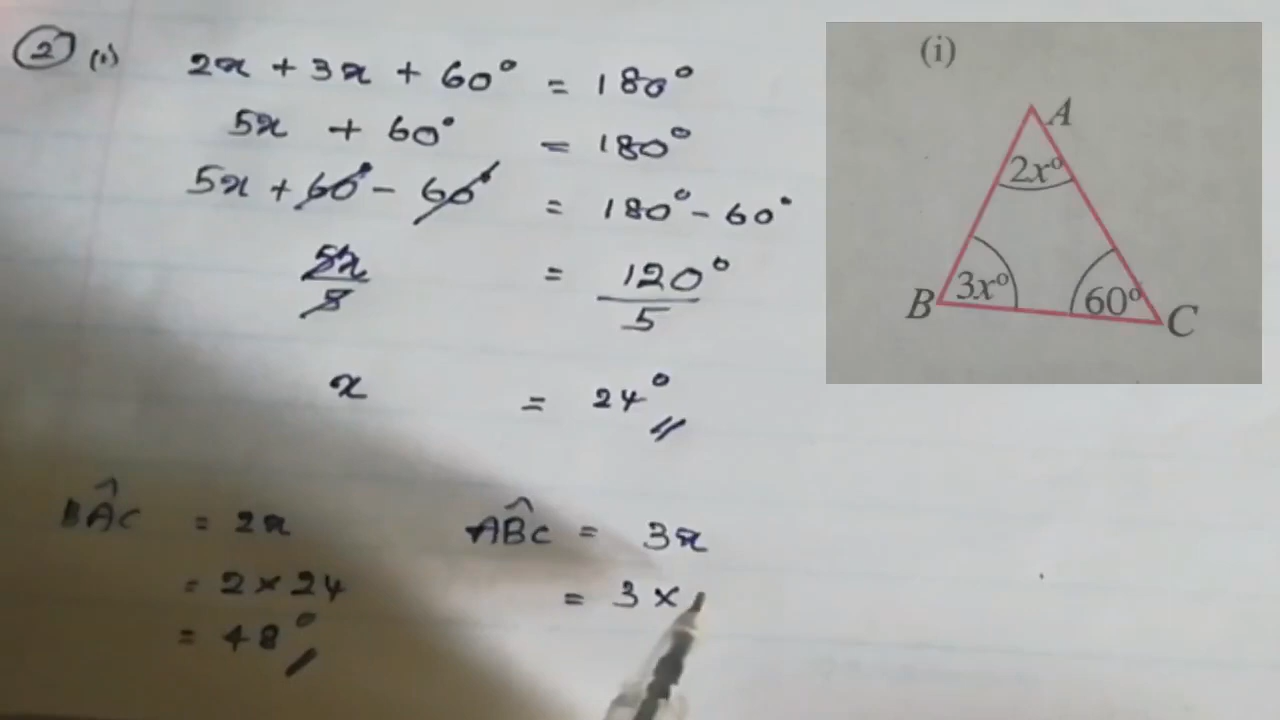 2 (i) 2x + 3x + 60° = 180°
5x + 60° = 180°
5x + 60° - 60° = 180° - 60°
5x/5 = 120°/5
x = 24°
BÂC = 2x
= 2 × 24
= 48°
AB̂C = 3x
= 3 ×
(i)
A
2x°
B 3x° 60° C